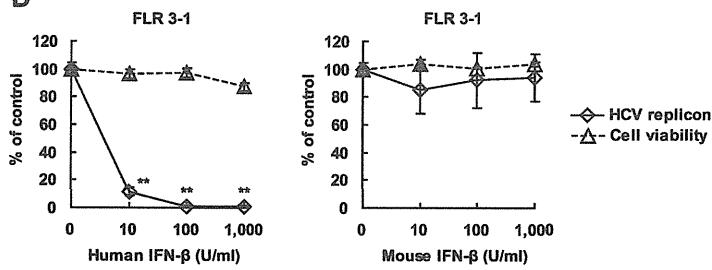 FLR 3-1
120
100
80
60
40
20
0
% of control
**
**
**
0 10 100 1,000
Human IFN-β (U/ml)
FLR 3-1
120
100
80
60
40
20
0
% of control
0 10 100 1,000
Mouse IFN-β (U/ml)
HCV replicon
Cell viability